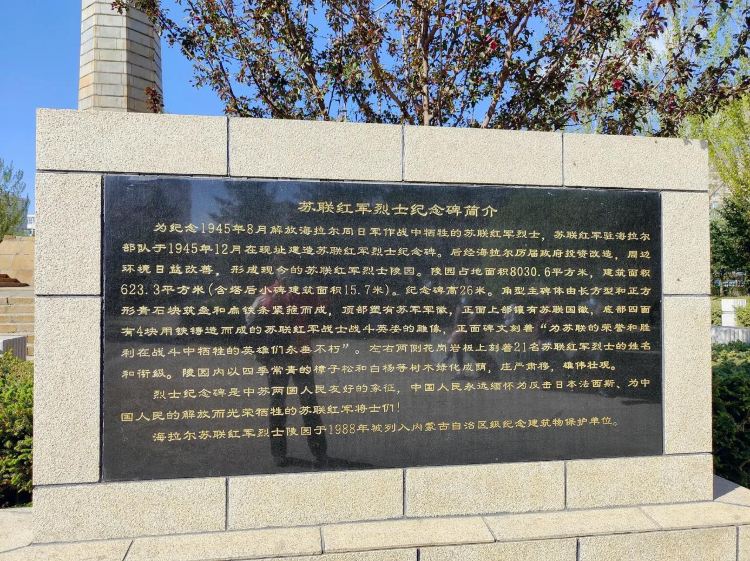 苏联红军烈士纪念碑简介
为纪念1945年8月解放海拉尔同日军作战中牺牲的苏联红军烈士，苏联红军驻海拉尔
部队于1945年12月在现址建造苏联红军烈士纪念碑。后经海拉尔历届政府投资改造，周边
环境日益改善，形成现今的苏联红军烈士陵园。陵园占地面积8030.6平方米，建筑面积
623.3平方米(含塔后小碑建筑面积15.7米)。纪念碑高26米。角型主碑体由长方型和正方
形青石块筑垒和扁铁条紧箍而成，顶部塑有苏军军徽，正面上部镶有苏联国徽，底部四面
有4块用铁铸造而成的苏联红军战士战斗英姿的雕像，正面碑文刻着“为苏联的荣誉和胜
利在战斗中牺牲的英雄们永垂不朽”。左右两侧花岗岩板上刻着21名苏联红军烈士的姓名
和衔级。陵园内以四季常青的樟子松和白杨等树木绿化成荫，庄严肃穆，雄伟壮观。
烈士纪念碑是中苏两国人民友好的象征，中国人民永远缅怀为反击日本法西斯、为中
国人民的解放而光荣牺牲的苏联红军将士们！
海拉尔苏联红军烈士陵园于1988年被列入内蒙古自治区级纪念建筑物保护单位。